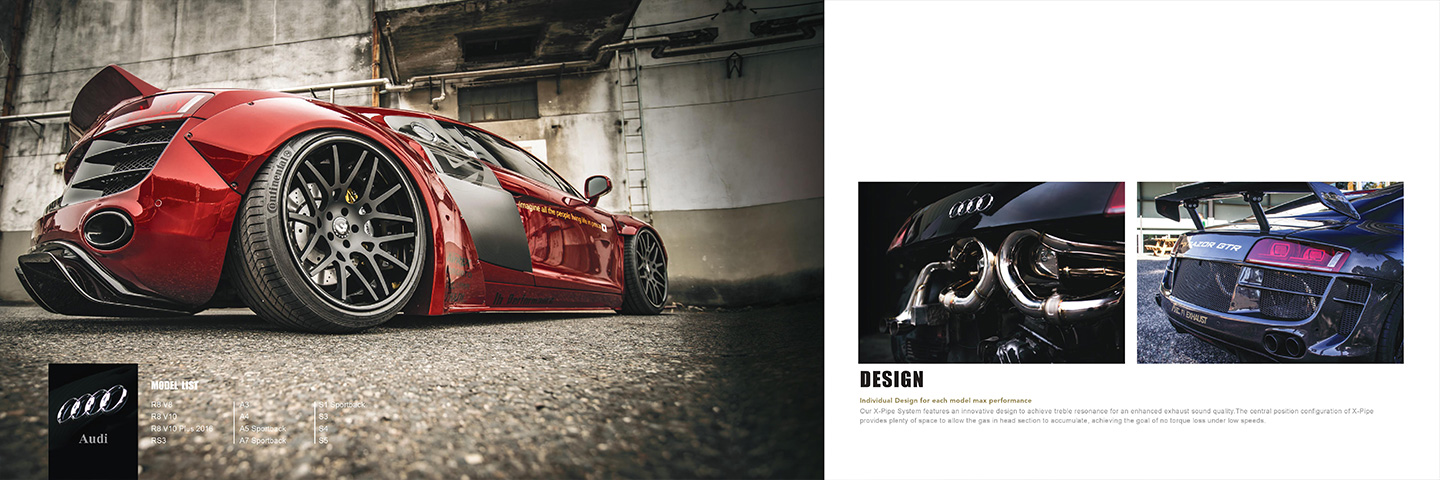 Continental
imagine all the people living life in peace
Audi
MODEL LIST
R8 V8
R8 V10
R8 V10 Plus 2016
RS3
A3
A4
A5 Sportback
A7 Sportback
S1 Sportback
S3
S4
S5
RAZOR GTR
EXHAUST
DESIGN
Individual Design for each model max performance
Our X-Pipe System features an innovative design to achieve treble resonance for an enhanced exhaust sound quality.The central position configuration of X-Pipe
provides plenty of space to allow the gas in head section to accumulate, achieving the goal of no torque loss under low speeds.